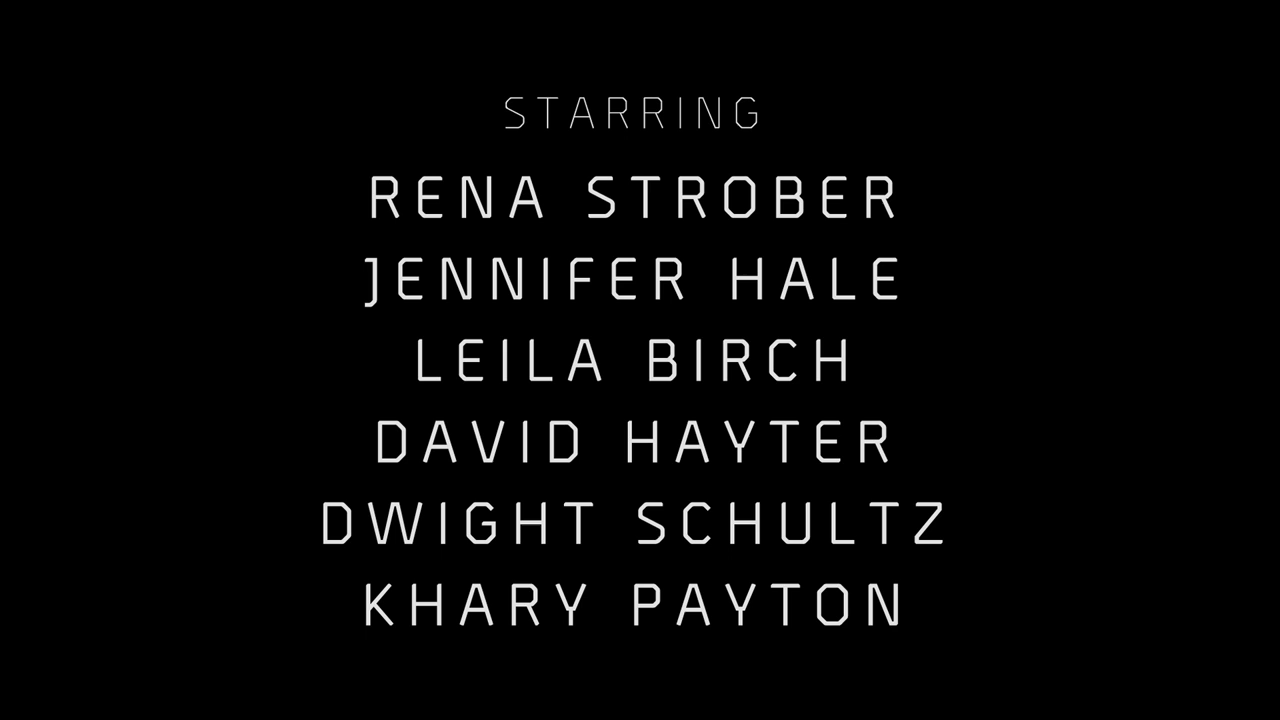 STARRING
RENA STROBER
JENNIFER HALE
LEILA BIRCH
DAVID HAYTER
DWIGHT SCHULTZ
KHARY PAYTON